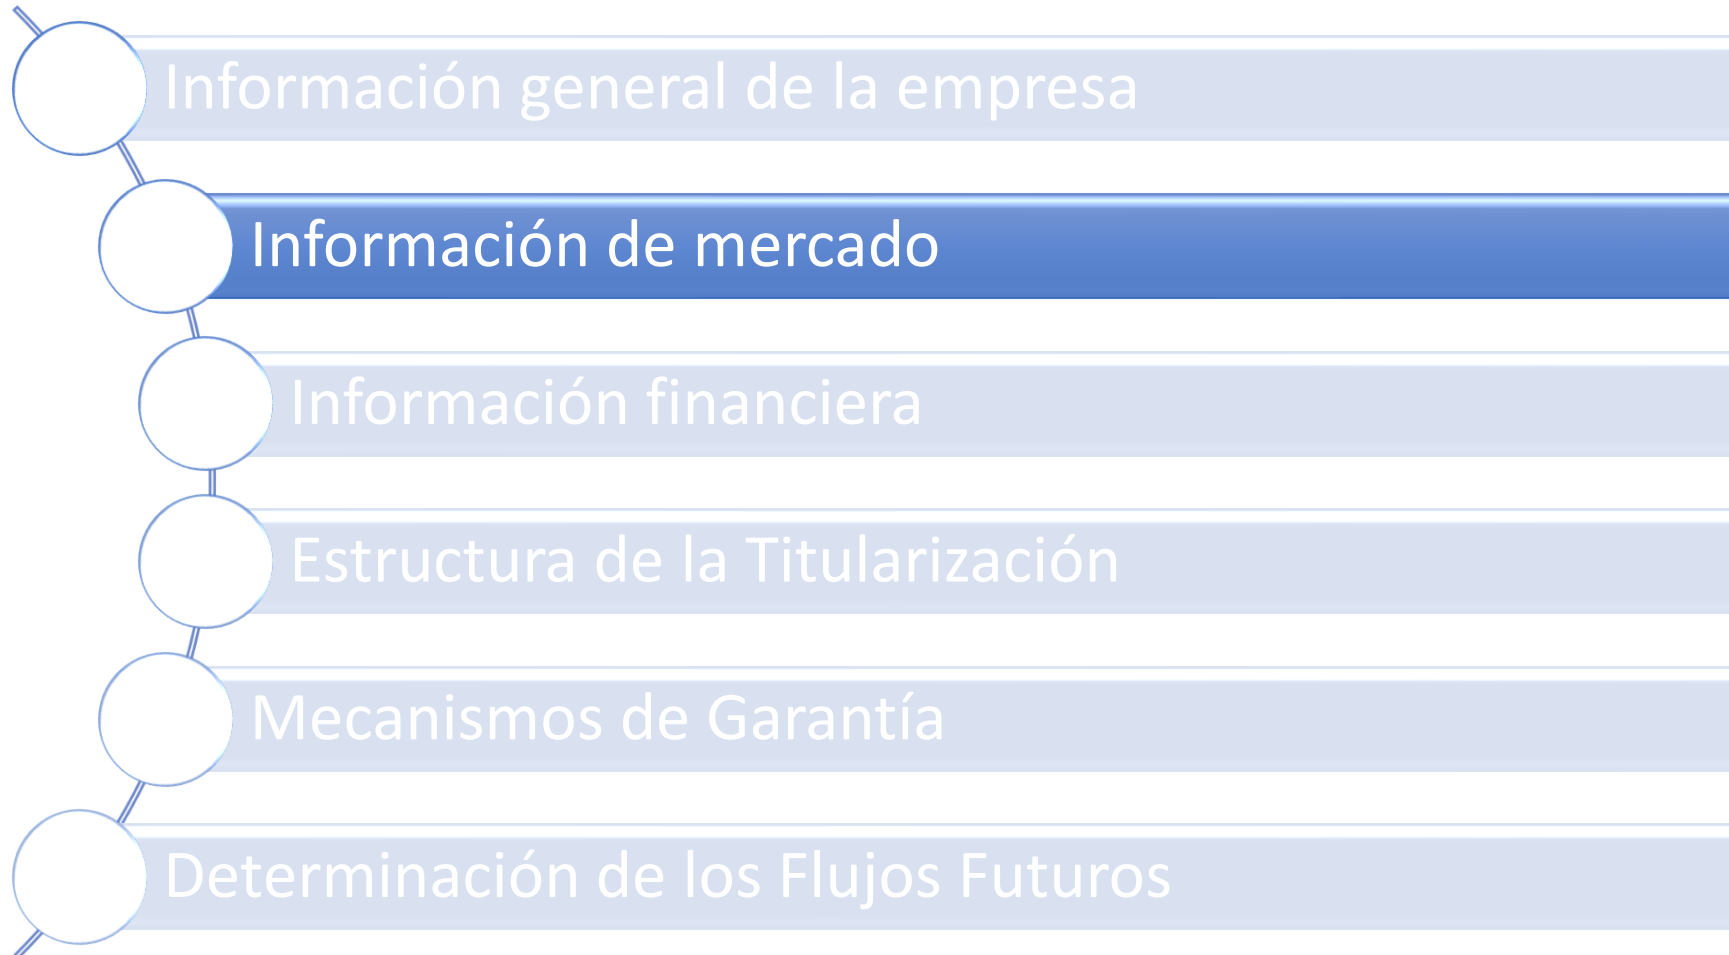 Información general de la empresa
Información de mercado
Información financiera
Estructura de la Titularización
Mecanismos de Garantía
Determinación de los Flujos Futuros